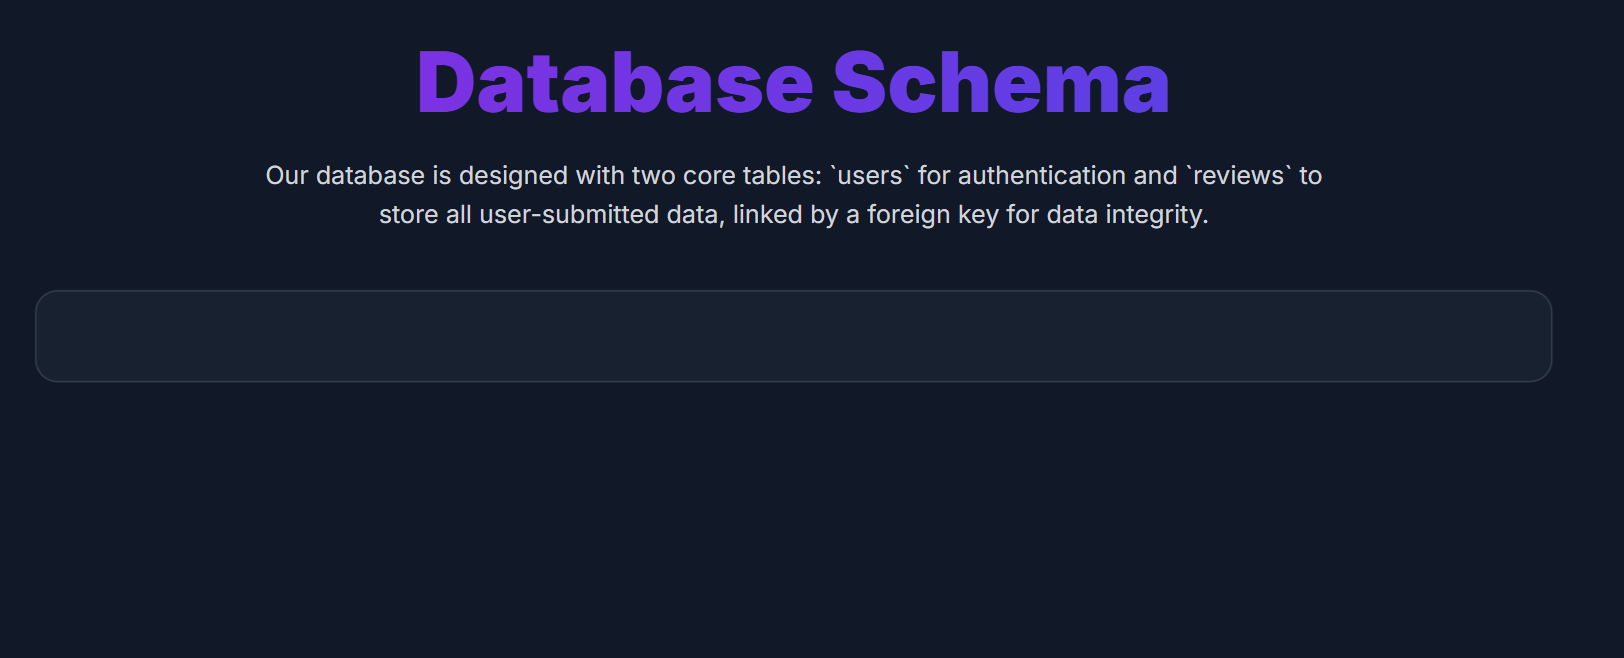 Database Schema
Our database is designed with two core tables: `users` for authentication and `reviews` to
store all user-submitted data, linked by a foreign key for data integrity.